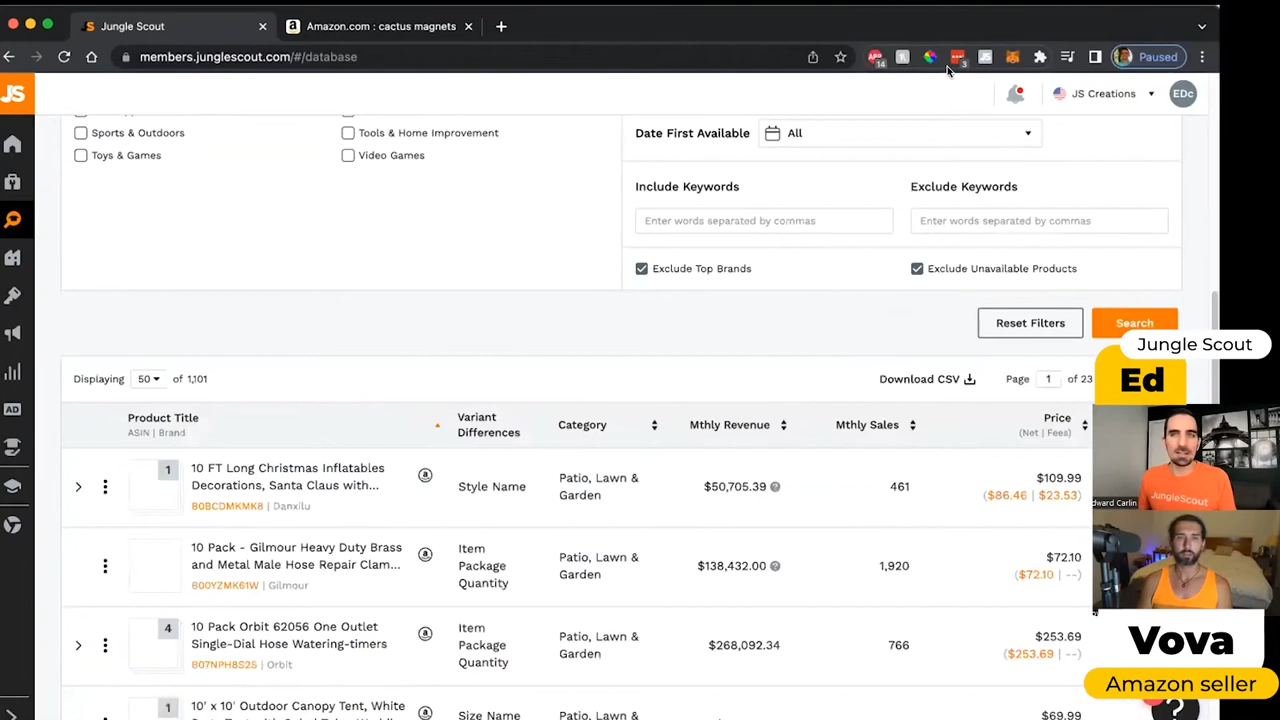 Jungle Scout
Amazon.com : cactus magnets
members.junglescout.com/#/database
14
3
Paused
JS
JS Creations
EDc
Sports & Outdoors
Tools & Home Improvement
Toys & Games
Video Games
Date First Available
All
Include Keywords
Exclude Keywords
Enter words separated by commas
Enter words separated by commas
Exclude Top Brands
Exclude Unavailable Products
Reset Filters
Search
Displaying 50 of 1,101
Download CSV
Page 1 of 23
Product Title
ASIN | Brand
Variant
Differences
Category
Mthly Revenue
Mthly Sales
Price
(Net | Fees)
1
10 FT Long Christmas Inflatables
Decorations, Santa Claus with...
B0BCDMKMK8 | Danxilu
Style Name
Patio, Lawn &
Garden
$50,705.39
461
$109.99
($86.46 | $23.53)
10 Pack - Gilmour Heavy Duty Brass
and Metal Male Hose Repair Clam...
B00YZMK61W | Gilmour
Item
Package
Quantity
Patio, Lawn &
Garden
$138,432.00
1,920
$72.10
($72.10 | --)
4
10 Pack Orbit 62056 One Outlet
Single-Dial Hose Watering-timers
B07NPH8S2S | Orbit
Item
Package
Quantity
Patio, Lawn &
Garden
$268,092.34
766
$253.69
($253.69 | --)
1
10' x 10' Outdoor Canopy Tent, White
Size Name
Patio, Lawn &
$69.99
Jungle Scout
Ed
JungleScout
dward Carlin
Vova
Amazon seller
?